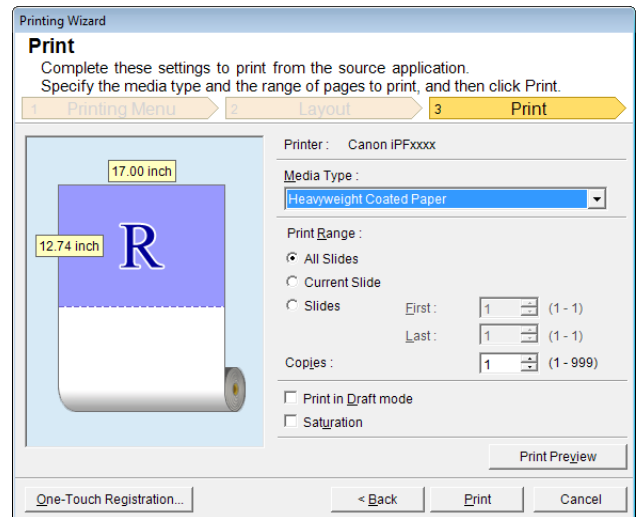 Printing Wizard
Print
Complete these settings to print from the source application.
Specify the media type and the range of pages to print, and then click Print.
1 Printing Menu 2 Layout 3 Print
Printer : Canon iPFxxxx
17.00 inch
Media Type :
Heavyweight Coated Paper
12.74 inch
R
Print Range :
All Slides
Current Slide
Slides First : 1 (1 - 1)
Last : 1 (1 - 1)
Copies : 1 (1 - 999)
Print in Draft mode
Saturation
Print Preview
One-Touch Registration... < Back Print Cancel